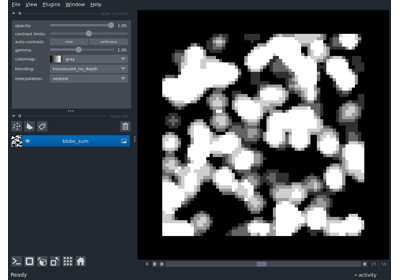 File View Plugins Window Help
opacity: 1.00
contrast limits:
auto-contrast: once continuous
gamma: 1.00
colormap: gray
blending: translucent_no_depth
interpolation: nearest
blobs_sum
activity